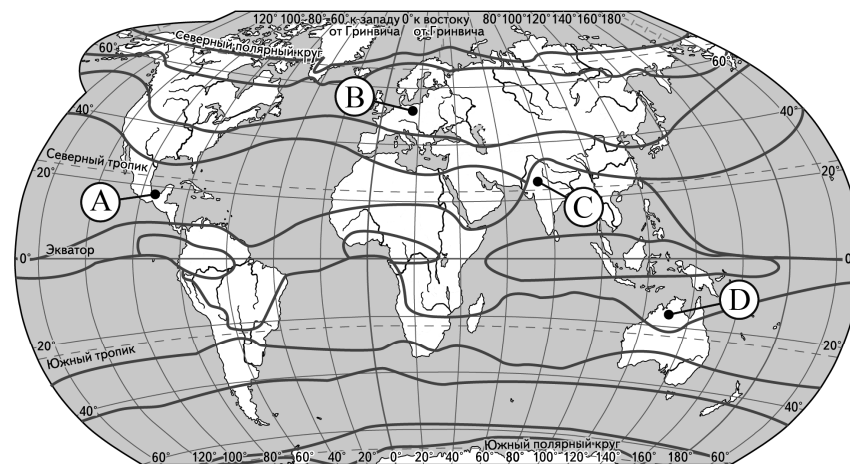 120° 100° 80° 60° к западу 0° к востоку 80° 100° 120° 140° 160° 180°
от Гринвича от Гринвича
Северный полярный круг
60° 60°
B
40° 40°
Северный тропик
20° 20°
A
C
Экватор
0° 0
D
20° 20°
Южный тропик
40° 40°
Южный полярный круг
60° 120° 100° 80° 60° 40° 20° 0° 20° 40° 60° 80° 100° 120° 140° 160° 180° 60°